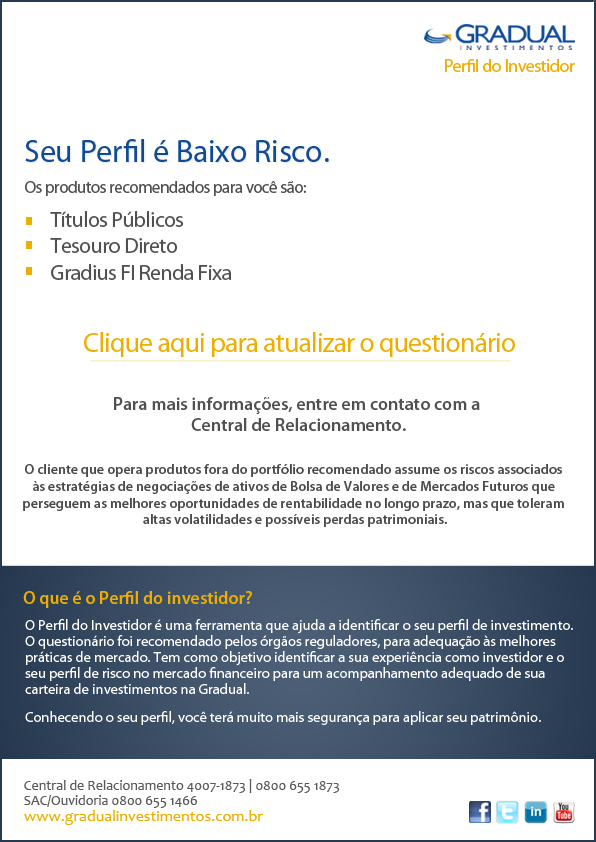 GRADUAL
INVESTIMENTOS
Perfil do Investidor
Seu Perfil é Baixo Risco.
Os produtos recomendados para você são:
Títulos Públicos
Tesouro Direto
Gradius FI Renda Fixa
Clique aqui para atualizar o questionário
Para mais informações, entre em contato com a
Central de Relacionamento.
O cliente que opera produtos fora do portfólio recomendado assume os riscos associados
às estratégias de negociações de ativos de Bolsa de Valores e de Mercados Futuros que
perseguem as melhores oportunidades de rentabilidade no longo prazo, mas que toleram
altas volatilidades e possíveis perdas patrimoniais.
O que é o Perfil do investidor?
O Perfil do Investidor é uma ferramenta que ajuda a identificar o seu perfil de investimento.
O questionário foi recomendado pelos órgãos reguladores, para adequação às melhores
práticas de mercado. Tem como objetivo identificar a sua experiência como investidor e o
seu perfil de risco no mercado financeiro para um acompanhamento adequado de sua
carteira de investimentos na Gradual.
Conhecendo o seu perfil, você terá muito mais segurança para aplicar seu patrimônio.
Central de Relacionamento 4007-1873 | 0800 655 1873
SAC/Ouvidoria 0800 655 1466
www.gradualinvestimentos.com.br
f t in You Tube